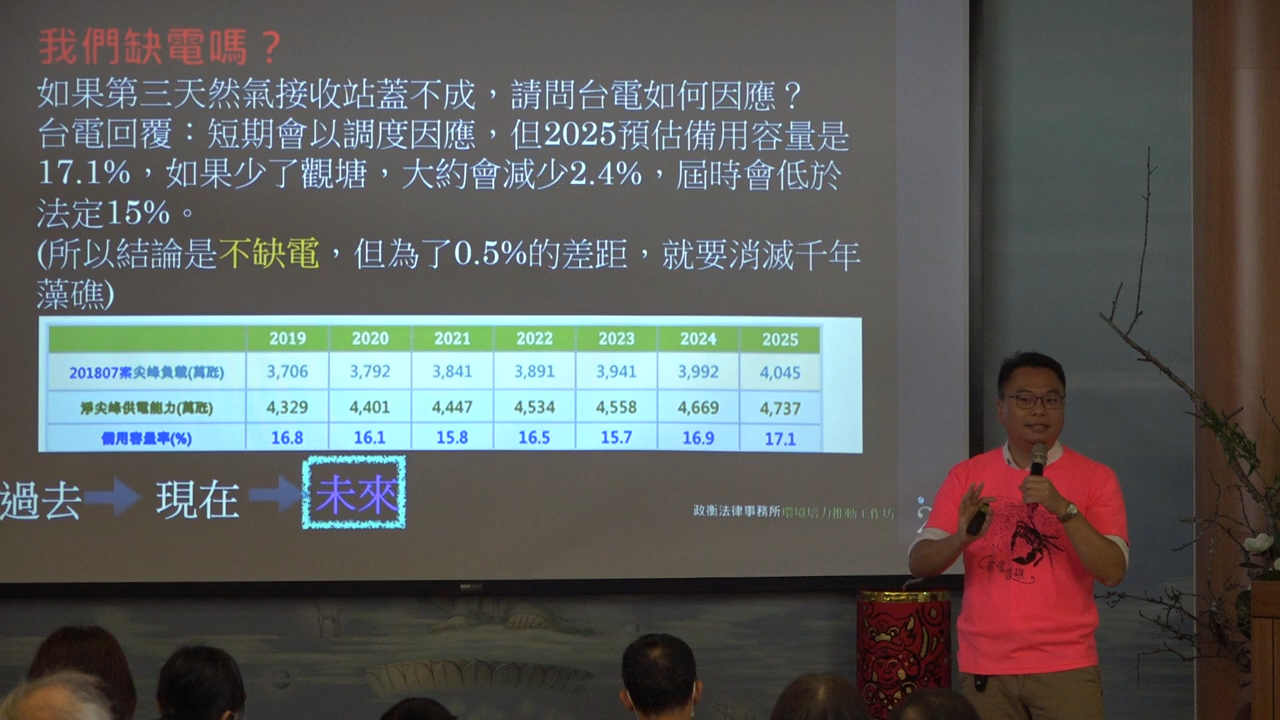 我們缺電嗎？
如果第三天然氣接收站蓋不成，請問台電如何因應？
台電回覆：短期會以調度因應，但2025預估備用容量是
17.1%，如果少了觀塘，大約會減少2.4%，屆時會低於
法定15%。
(所以結論是不缺電，但為了0.5%的差距，就要消滅千年
藻礁)
2019 2020 2021 2022 2023 2024 2025
201807案尖峰負載(萬瓩) 3,706 3,792 3,841 3,891 3,941 3,992 4,045
淨尖峰供電能力(萬瓩) 4,329 4,401 4,447 4,534 4,558 4,669 4,737
備用容量率(%) 16.8 16.1 15.8 16.5 15.7 16.9 17.1
過去 現在 未來
政衡法律事務所環境培力推動工作坊